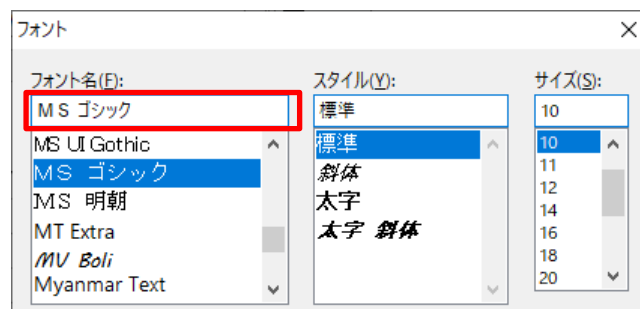 フォント
フォント名(F):
ＭＳ ゴシック
MS UI Gothic
ＭＳ ゴシック
ＭＳ 明朝
MT Extra
MV Boli
Myanmar Text
スタイル(Y):
標準
標準
斜体
太字
太字 斜体
サイズ(S):
10
10
11
12
14
16
18
20